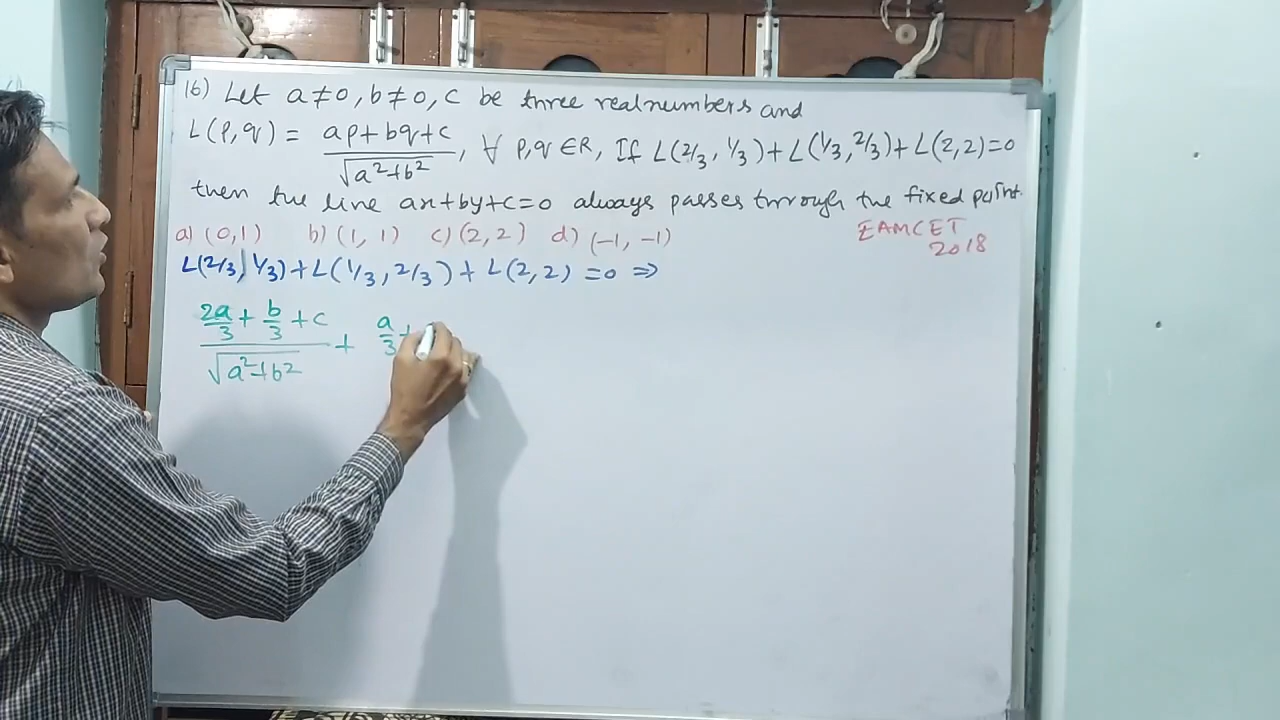 16) Let a≠0, b≠0, c be three real numbers and
L(p,q) = (ap+bq+c)/√(a²+b²), ∀ p,q ∈ R, If L(2/3, 1/3)+L(1/3,2/3)+L(2,2)=0
then the line ax+by+c=0 always passes through the fixed point.
a) (0,1) b) (1, 1) c) (2, 2) d) (-1, -1) EAMCET
2018
L(2/3, 1/3)+L(1/3, 2/3)+L(2,2)=0 ⇒
(2a/3 + b/3 + c)/√(a²+b²) + a/3 +